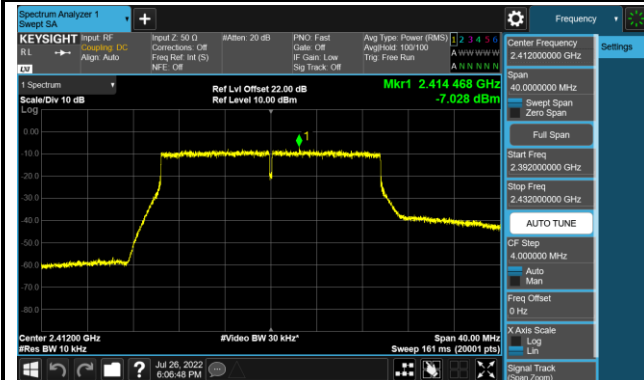 Spectrum Analyzer 1
Swept SA
Frequency
KEYSIGHT
Input: RF
Coupling: DC
Align: Auto
Input Z: 50 Ω
Corrections: Off
Freq Ref: Int (S)
NFE: Off
#Atten: 20 dB
PNO: Fast
Gate: Off
IF Gain: Low
Sig Track: Off
Avg Type: Power (RMS)
Avg|Hold: 100/100
Trig: Free Run
1 2 3 4 5 6
A W W W W W
A N N N N N
RL
LXI
1 Spectrum
Scale/Div 10 dB
Log
Ref Lvl Offset 22.00 dB
Ref Level 10.00 dBm
Mkr1 2.414 468 GHz
-7.028 dBm
1
0.00
-10.0
-20.0
-30.0
-40.0
-50.0
-60.0
-70.0
-80.0
Center 2.41200 GHz
#Res BW 10 kHz
#Video BW 30 kHz*
Span 40.00 MHz
Sweep 161 ms (20001 pts)
Jul 26, 2022
6:06:48 PM
Center Frequency
2.412000000 GHz
Settings
Span
40.0000000 MHz
Swept Span
Zero Span
Full Span
Start Freq
2.392000000 GHz
Stop Freq
2.432000000 GHz
AUTO TUNE
CF Step
4.000000 MHz
Auto
Man
Freq Offset
0 Hz
X Axis Scale
Log
Lin
Signal Track
(Span Zoom)